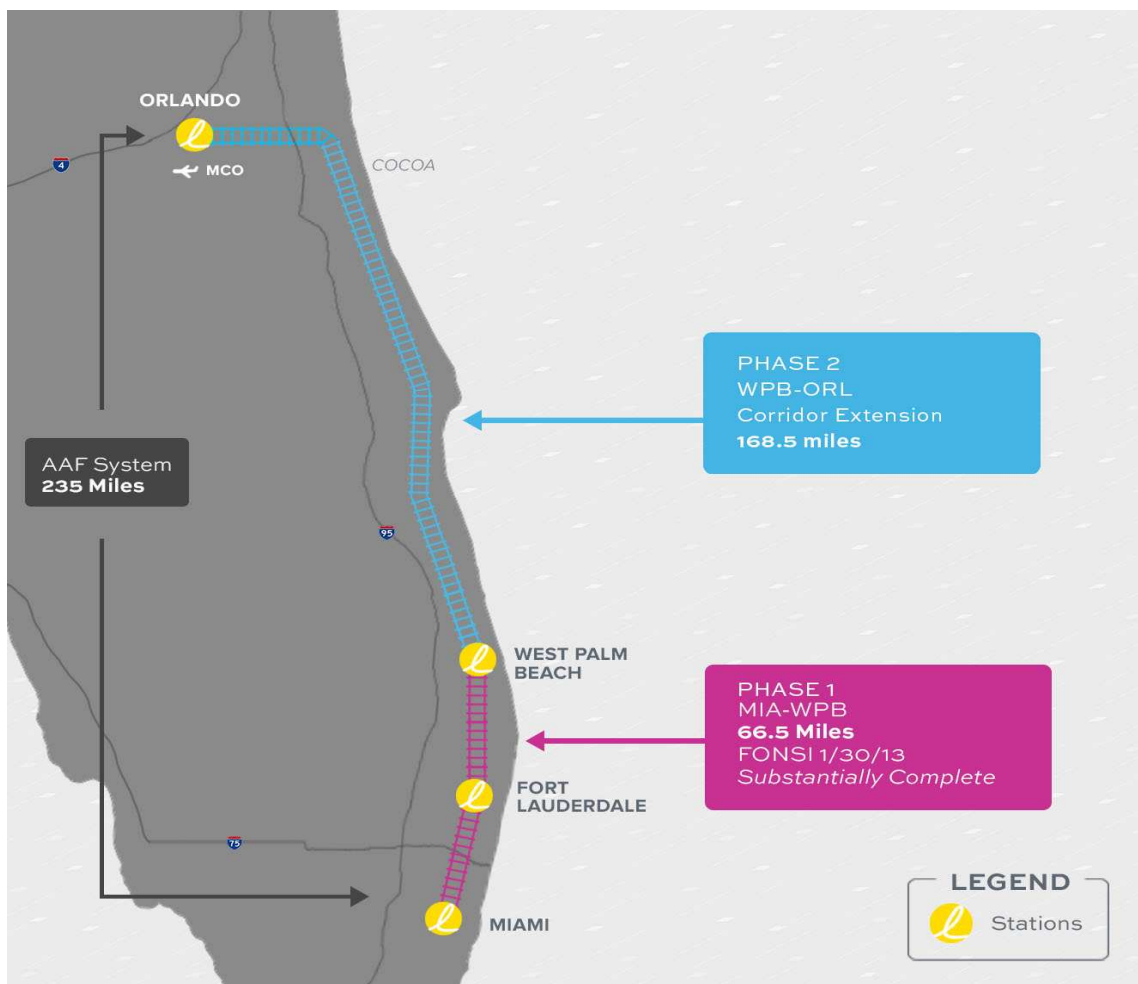 ORLANDO
4
MCO
COCOA
PHASE 2
WPB-ORL
Corridor Extension
168.5 miles
AAF System
235 Miles
95
WEST PALM
BEACH
PHASE 1
MIA-WPB
66.5 Miles
FONSI 1/30/13
Substantially Complete
FORT
LAUDERDALE
75
MIAMI
LEGEND
Stations